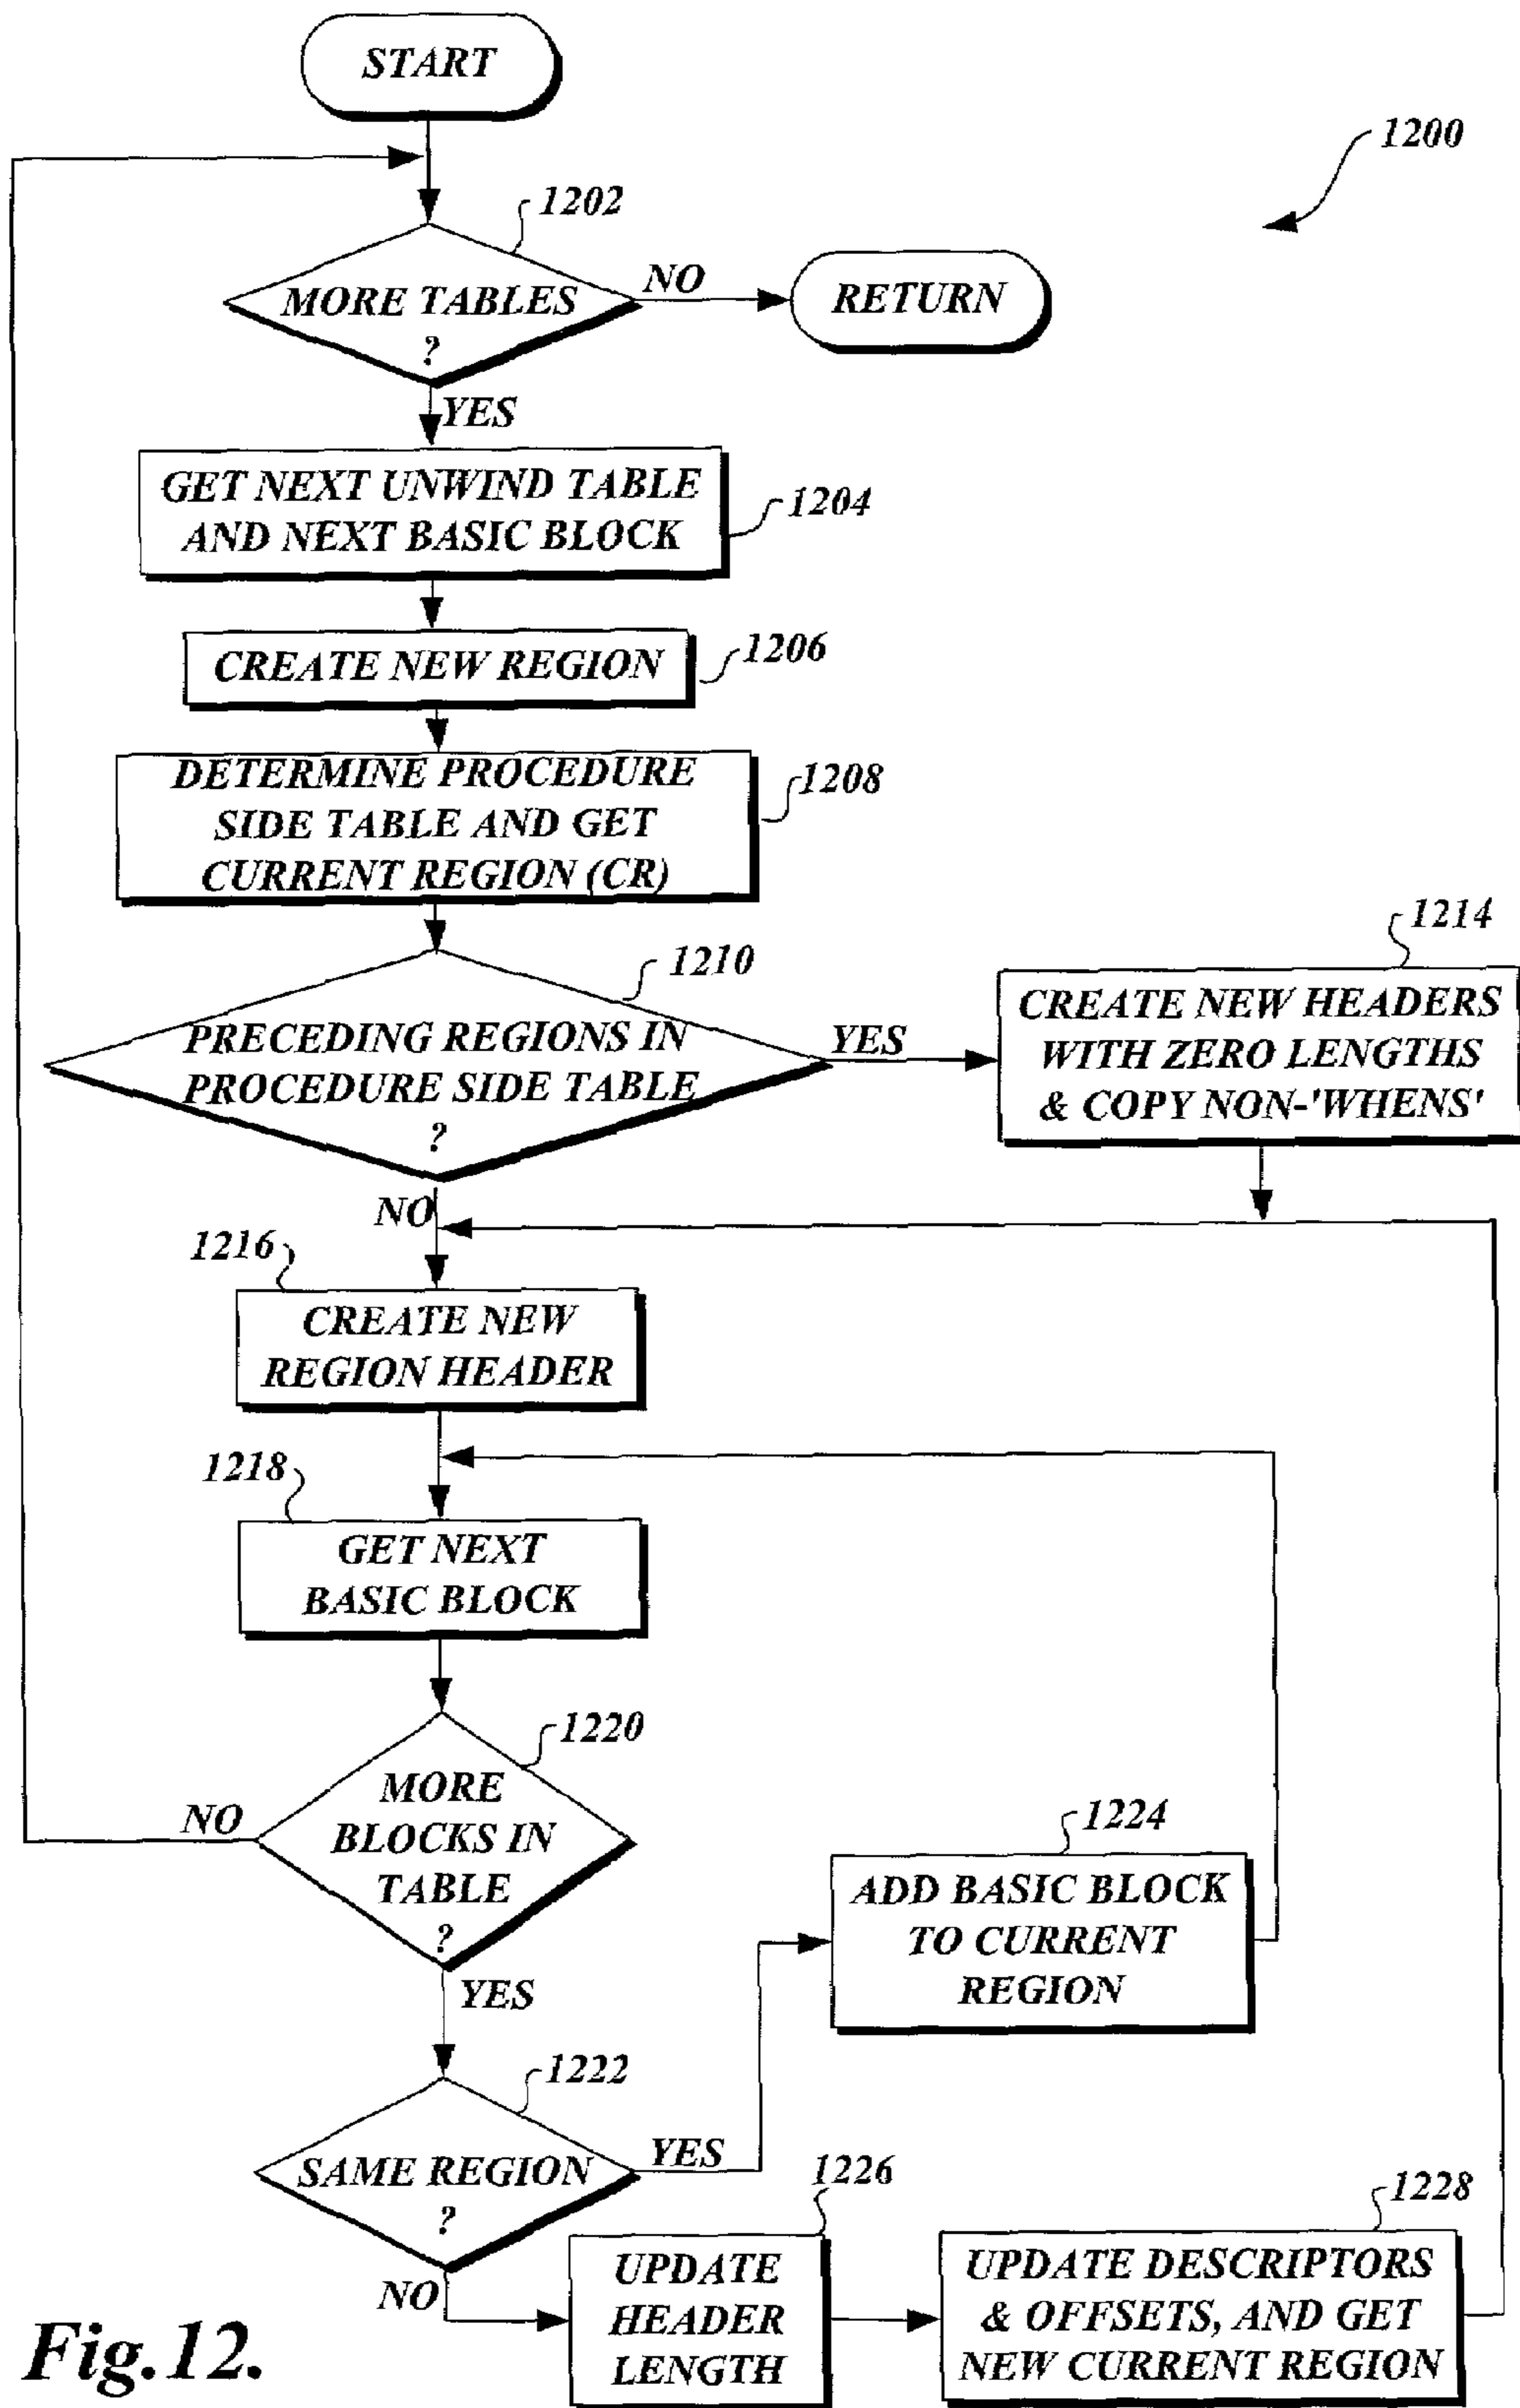 START
1200
1202
MORE TABLES
?
NO
RETURN
YES
GET NEXT UNWIND TABLE
AND NEXT BASIC BLOCK
1204
CREATE NEW REGION
1206
DETERMINE PROCEDURE
SIDE TABLE AND GET
CURRENT REGION (CR)
1208
1210
PRECEDING REGIONS IN
PROCEDURE SIDE TABLE
?
YES
1214
CREATE NEW HEADERS
WITH ZERO LENGTHS
& COPY NON-'WHENS'
NO
1216
CREATE NEW
REGION HEADER
1218
GET NEXT
BASIC BLOCK
1220
MORE
BLOCKS IN
TABLE
?
NO
YES
1224
ADD BASIC BLOCK
TO CURRENT
REGION
1222
SAME REGION
?
YES
NO
1226
UPDATE
HEADER
LENGTH
1228
UPDATE DESCRIPTORS
& OFFSETS, AND GET
NEW CURRENT REGION
Fig.12.